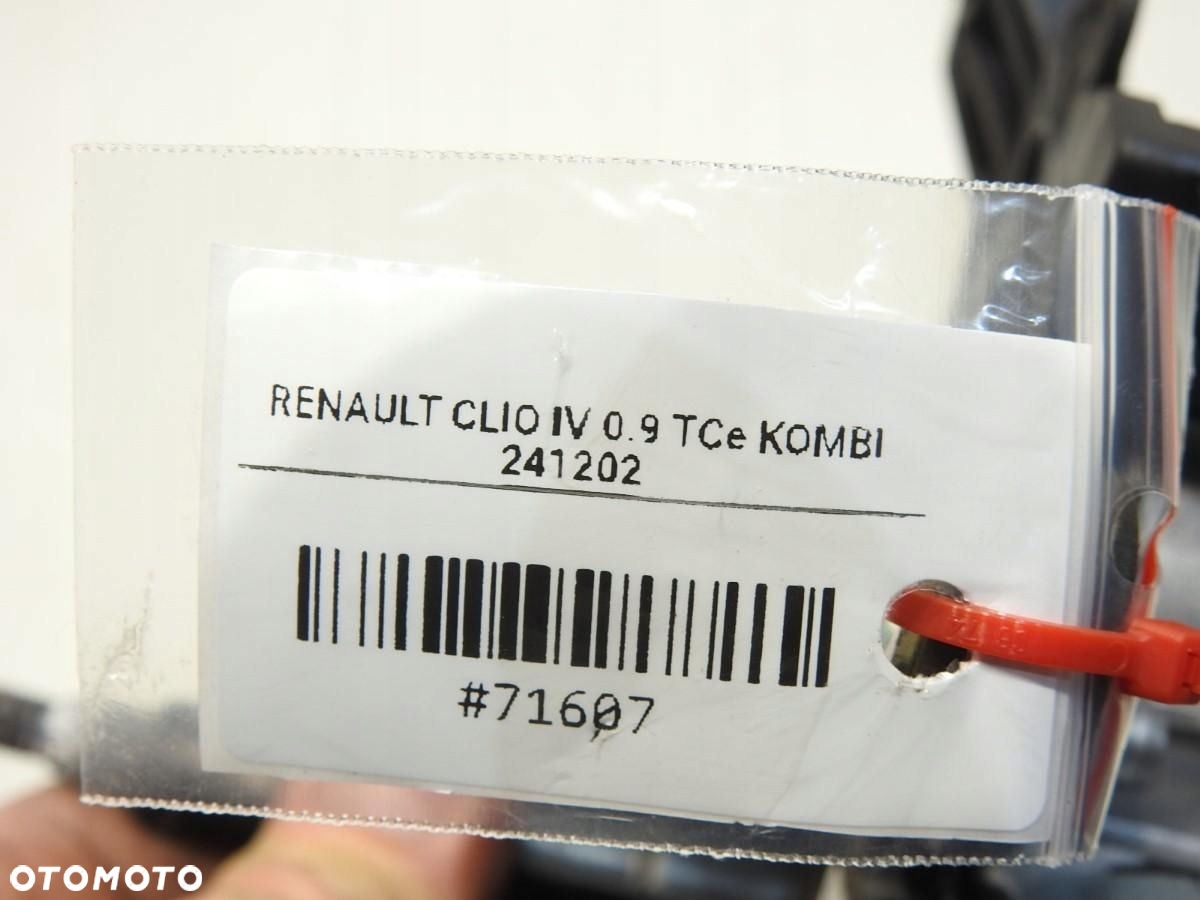 RENAULT CLIO IV 0.9 TCe KOMBI
241202
#71607
OTOMOTO